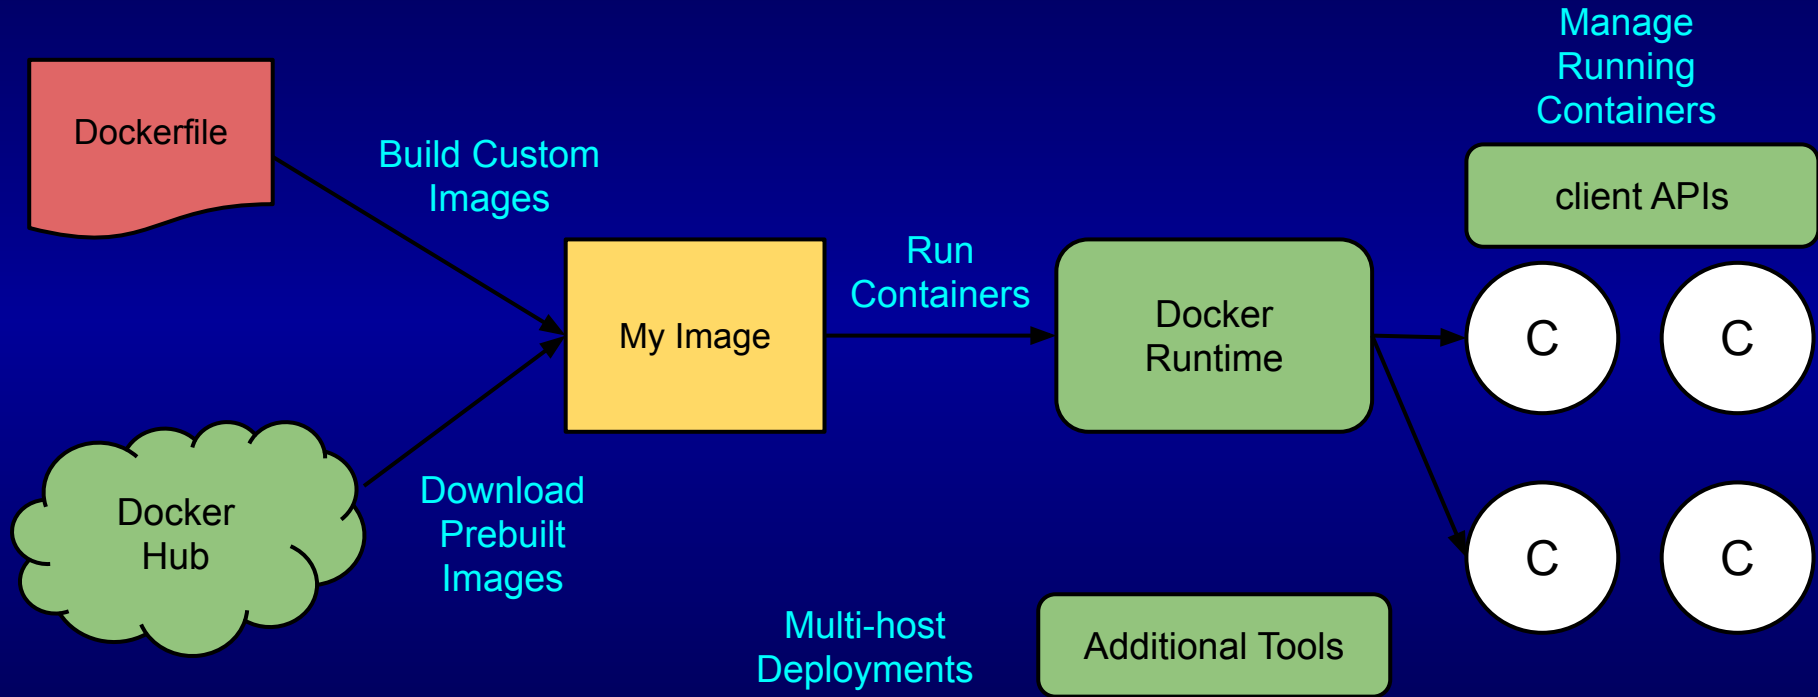 Dockerfile
Build Custom
Images
Docker
Hub
Download
Prebuilt
Images
My Image
Run
Containers
Docker
Runtime
Manage
Running
Containers
client APIs
C
C
C
C
Multi-host
Deployments
Additional Tools